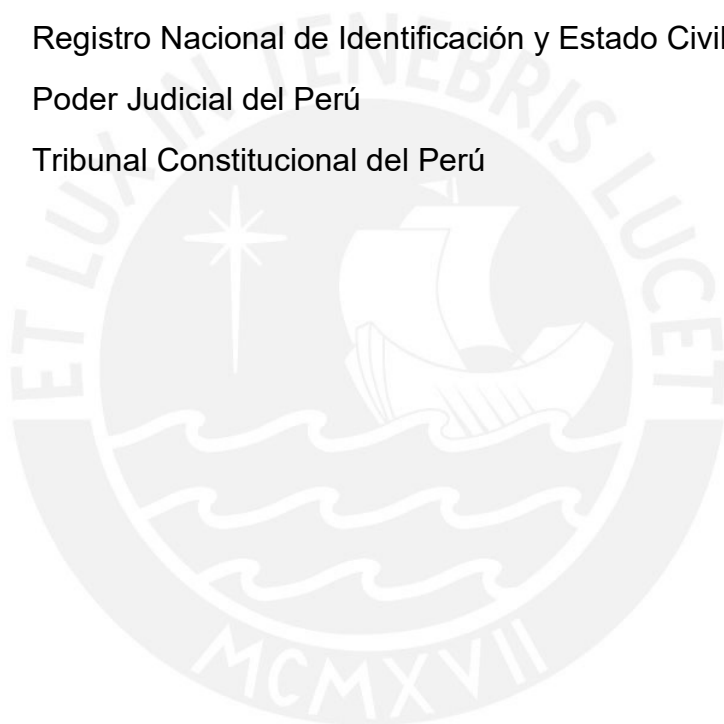 Registro Nacional de Identificación y Estado Civil
Poder Judicial del Perú
Tribunal Constitucional del Perú
ET LUX IN TENEBRIS LUCET
MCMXVII